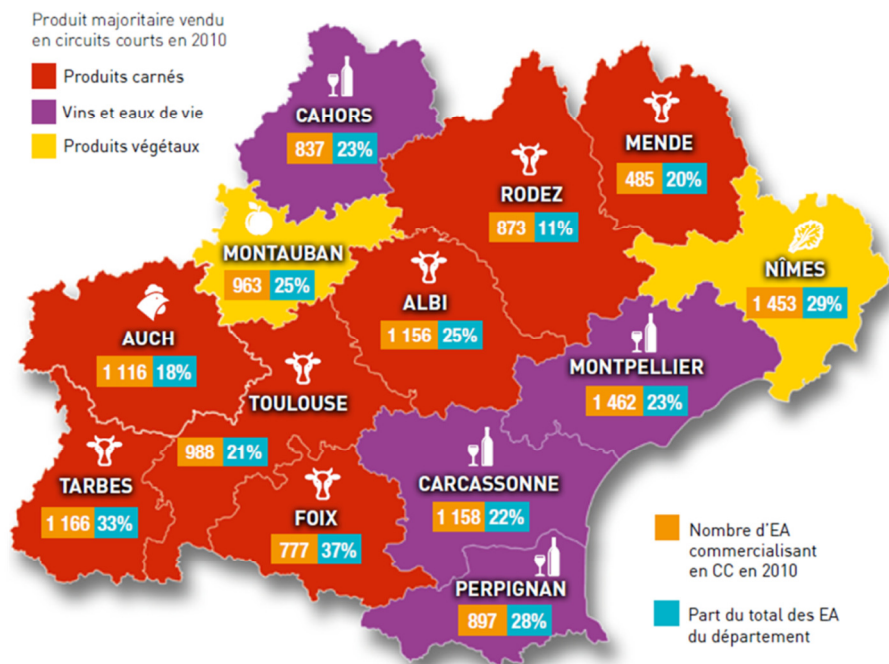 Produit majoritaire vendu
en circuits courts en 2010
Produits carnés
Vins et eaux de vie
Produits végétaux
CAHORS
837 23%
MENDE
485 20%
RODEZ
873 11%
MONTAUBAN
963 25%
NÎMES
1 453 29%
ALBI
1 156 25%
AUCH
1 116 18%
MONTPELLIER
1 462 23%
TOULOUSE
988 21%
TARBES
1 166 33%
CARCASSONNE
1 158 22%
FOIX
777 37%
PERPIGNAN
897 28%
Nombre d'EA
commercialisant
en CC en 2010
Part du total des EA
du département